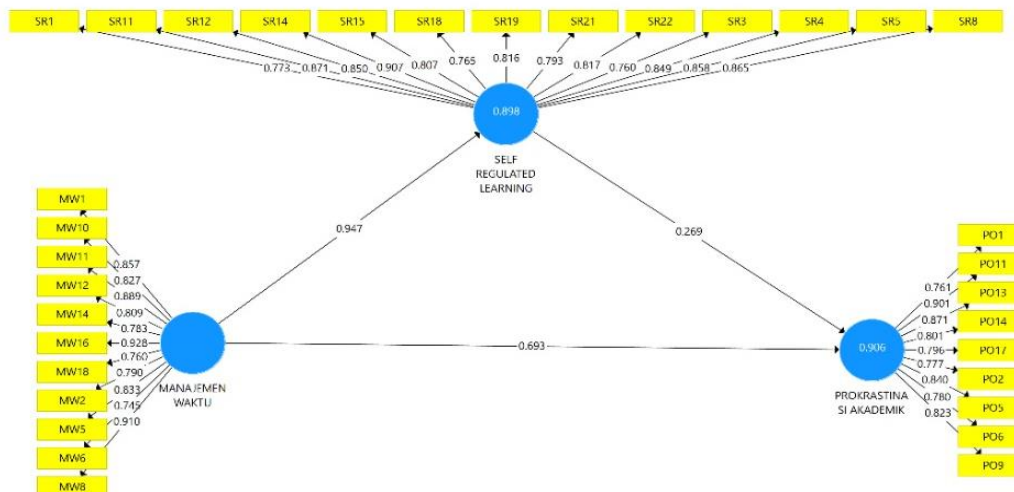 SR1 SR11 SR12 SR14 SR15 SR18 SR19 SR21 SR22 SR3 SR4 SR5 SR8
0.773 0.871 0.850 0.907 0.807 0.765 0.816 0.793 0.817 0.760 0.849 0.858 0.865
0.898
SELF
REGULATED
LEARNING
0.947
0.269
MW1
MW10
MW11
MW12
MW14
MW16
MW18
MW2
MW5
MW6
MW8
0.857
0.827
0.889
0.809
0.783
0.928
0.760
0.790
0.833
0.745
0.910
MANAJEMEN
WAKTU
0.693
0.906
PROKRASTINA
SI AKADEMIK
0.761
0.901
0.871
0.801
0.796
0.777
0.840
0.780
0.823
PO1
PO11
PO13
PO14
PO17
PO2
PO5
PO6
PO9